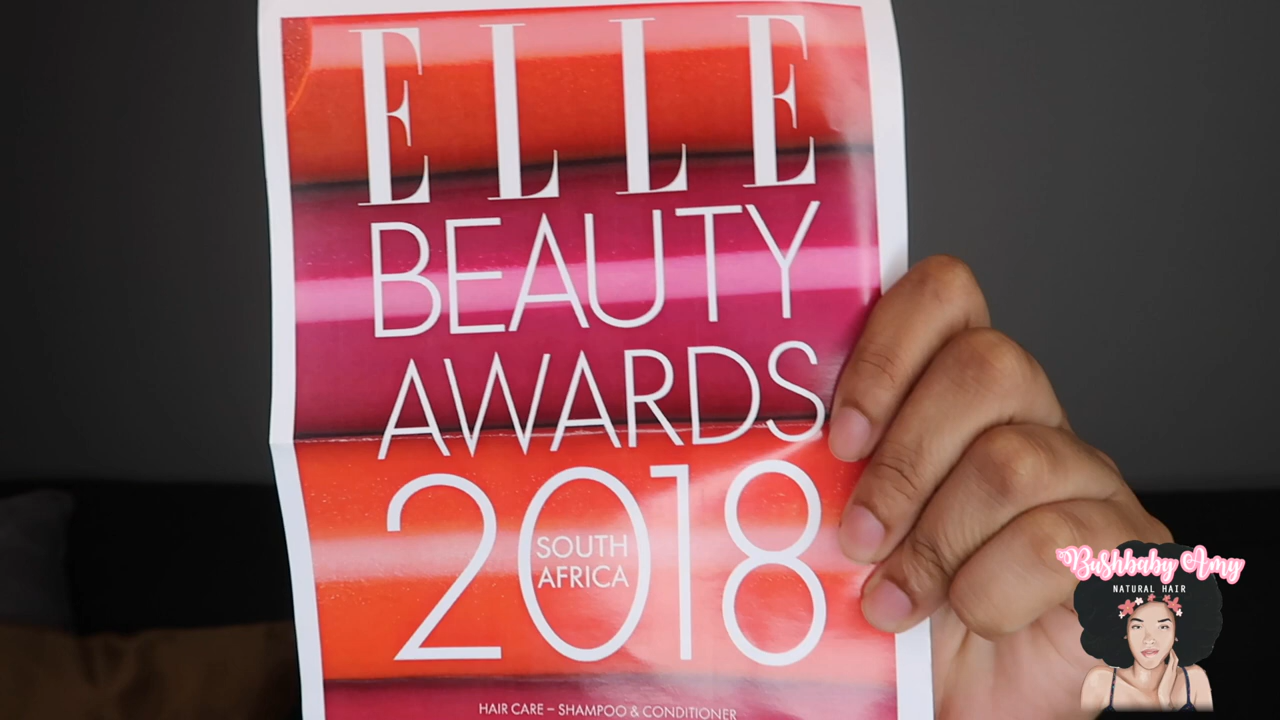 ELLE
BEAUTY
AWARDS
2018
SOUTH
AFRICA
HAIR CARE – SHAMPOO & CONDITIONER
Bushbaby Amy
NATURAL HAIR